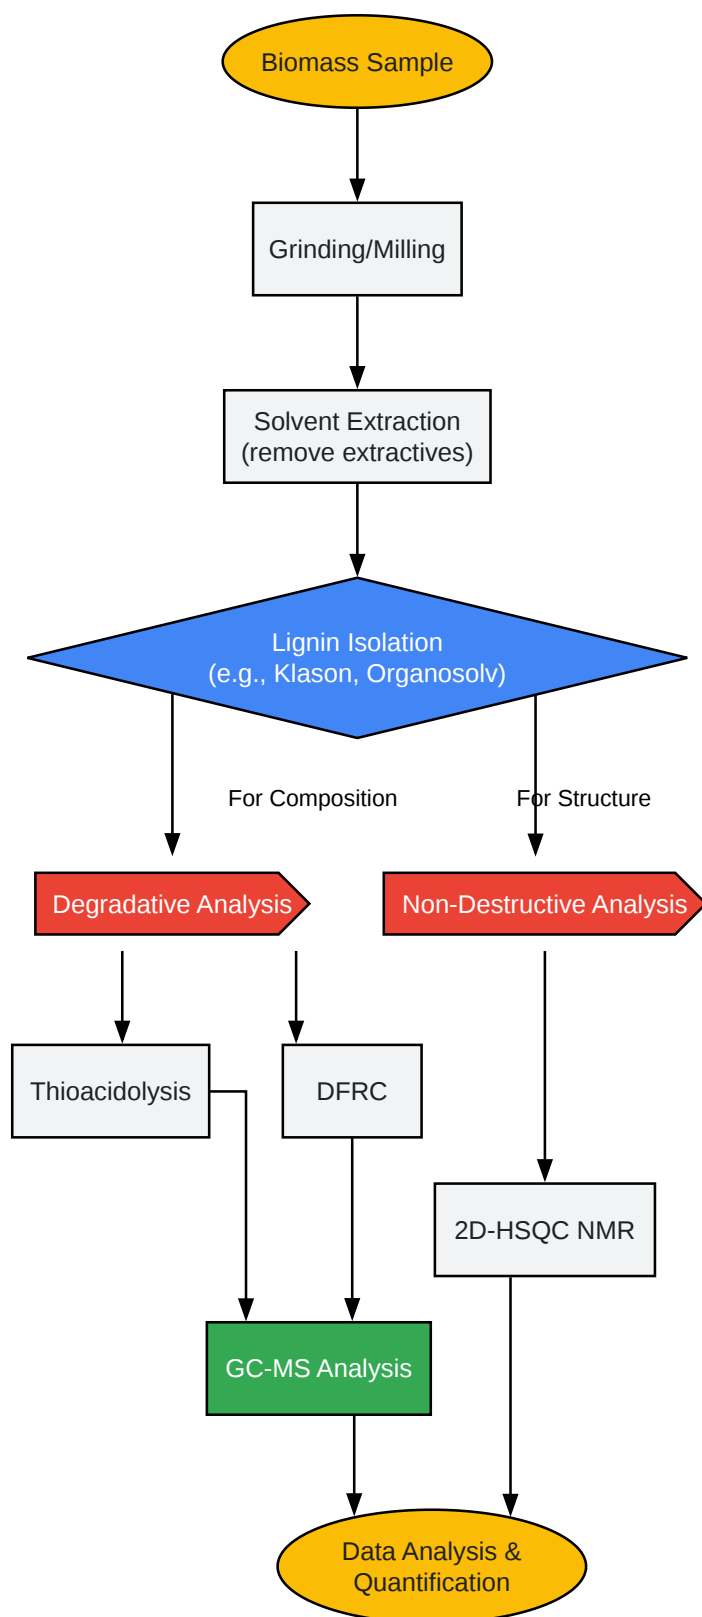 Biomass Sample
Grinding/Milling
Solvent Extraction
(remove extractives)
Lignin Isolation
(e.g., Klason, Organosolv)
For Composition
For Structure
Degradative Analysis
Non-Destructive Analysis
Thioacidolysis
DFRC
2D-HSQC NMR
GC-MS Analysis
Data Analysis &
Quantification